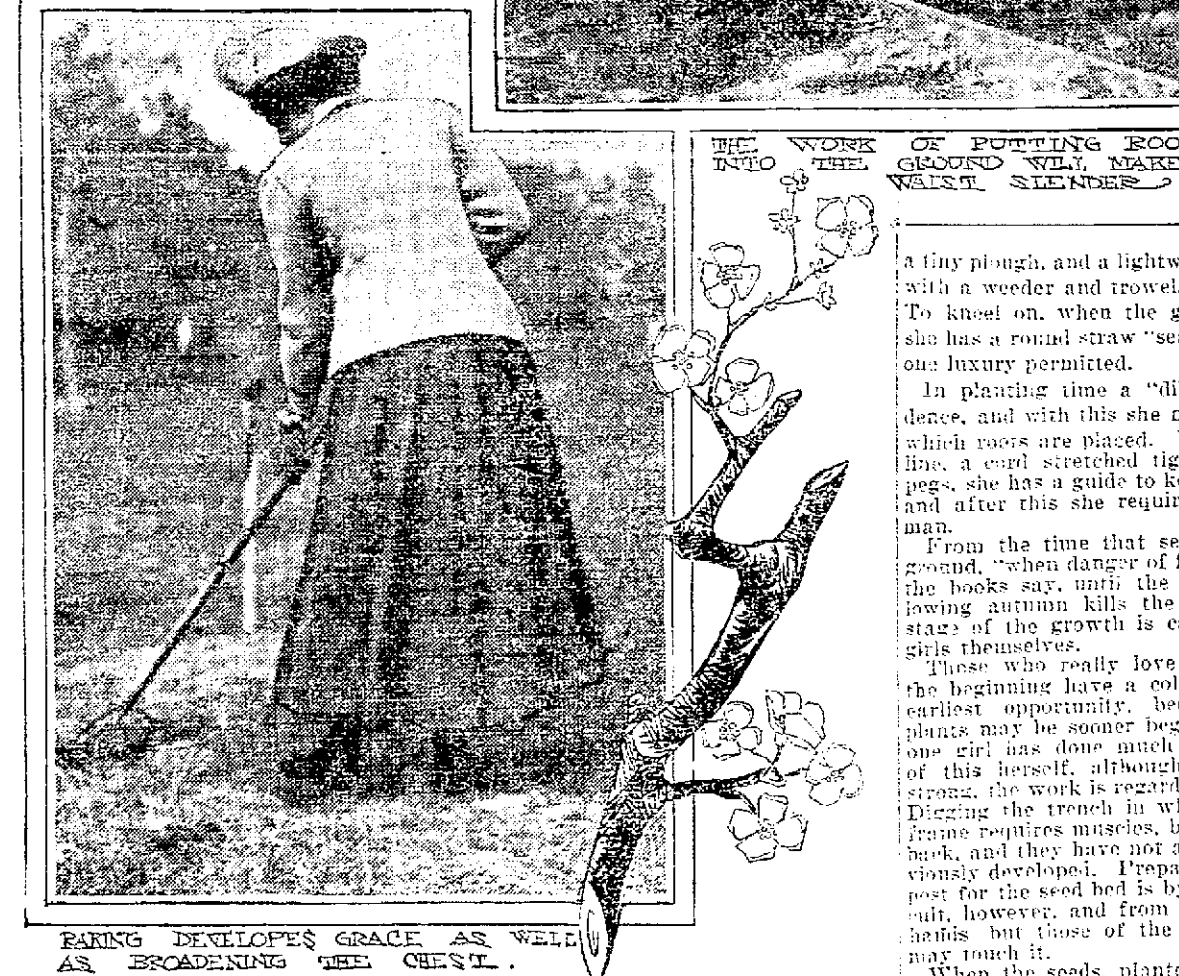 THE WORK OF PUTTING ROO
INTO THE GROUND WILL MAKE
WAIST SLENDER
a tiny plough, and a lightw
with a weeder and trowel.
To kneel on, when the g
she has a round straw "sea
one luxury permitted.
In planting time a "di
dence, and with this she
which roots are placed.
line, a cord stretched tig
pegs, she has a guide to ke
and after this she requir
man.
From the time that se
ground, "when danger of f
the books say, until the
lowing autumn kills the
stage of the growth is c
girls themselves.
Those who really love
the beginning have a col
earliest opportunity, be
plants may be sooner beg
one girl has done much
of this herself, although
strong, the work is regard
Digging the trench in wh
frame requires muscles, b
back, and they have not a
viously developed. Prepa
post for the seed bed is by
cult, however, and from
hands but those of the
may touch it.
When the seeds, plante
RAKING DEVELOPES GRACE AS WELL
AS BROADENING THE CHEST.